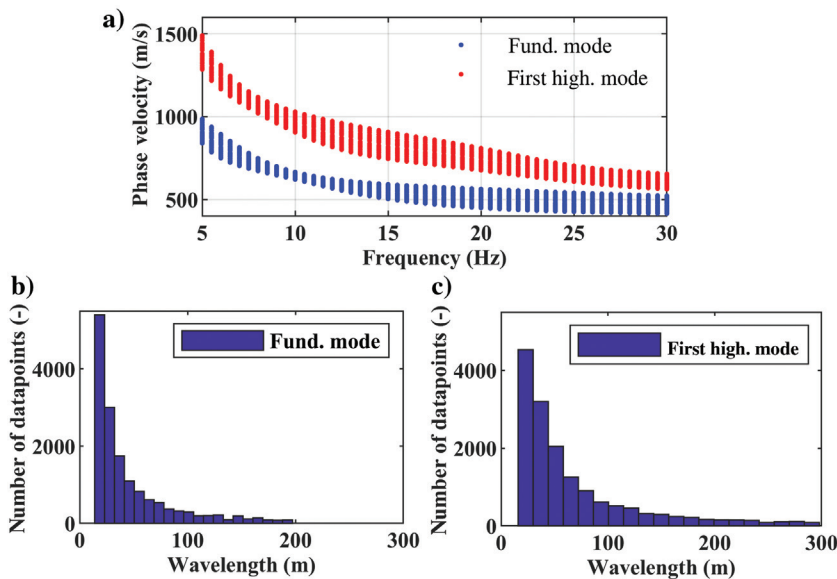 a)
Phase velocity (m/s)
1500
1000
500
Fund. mode
First high. mode
5 10 15 20 25 30
Frequency (Hz)
b)
Number of datapoints (-)
4000
2000
0
Fund. mode
0 100 200 300
Wavelength (m)
c)
Number of datapoints (-)
4000
2000
0
First high. mode
0 100 200 300
Wavelength (m)